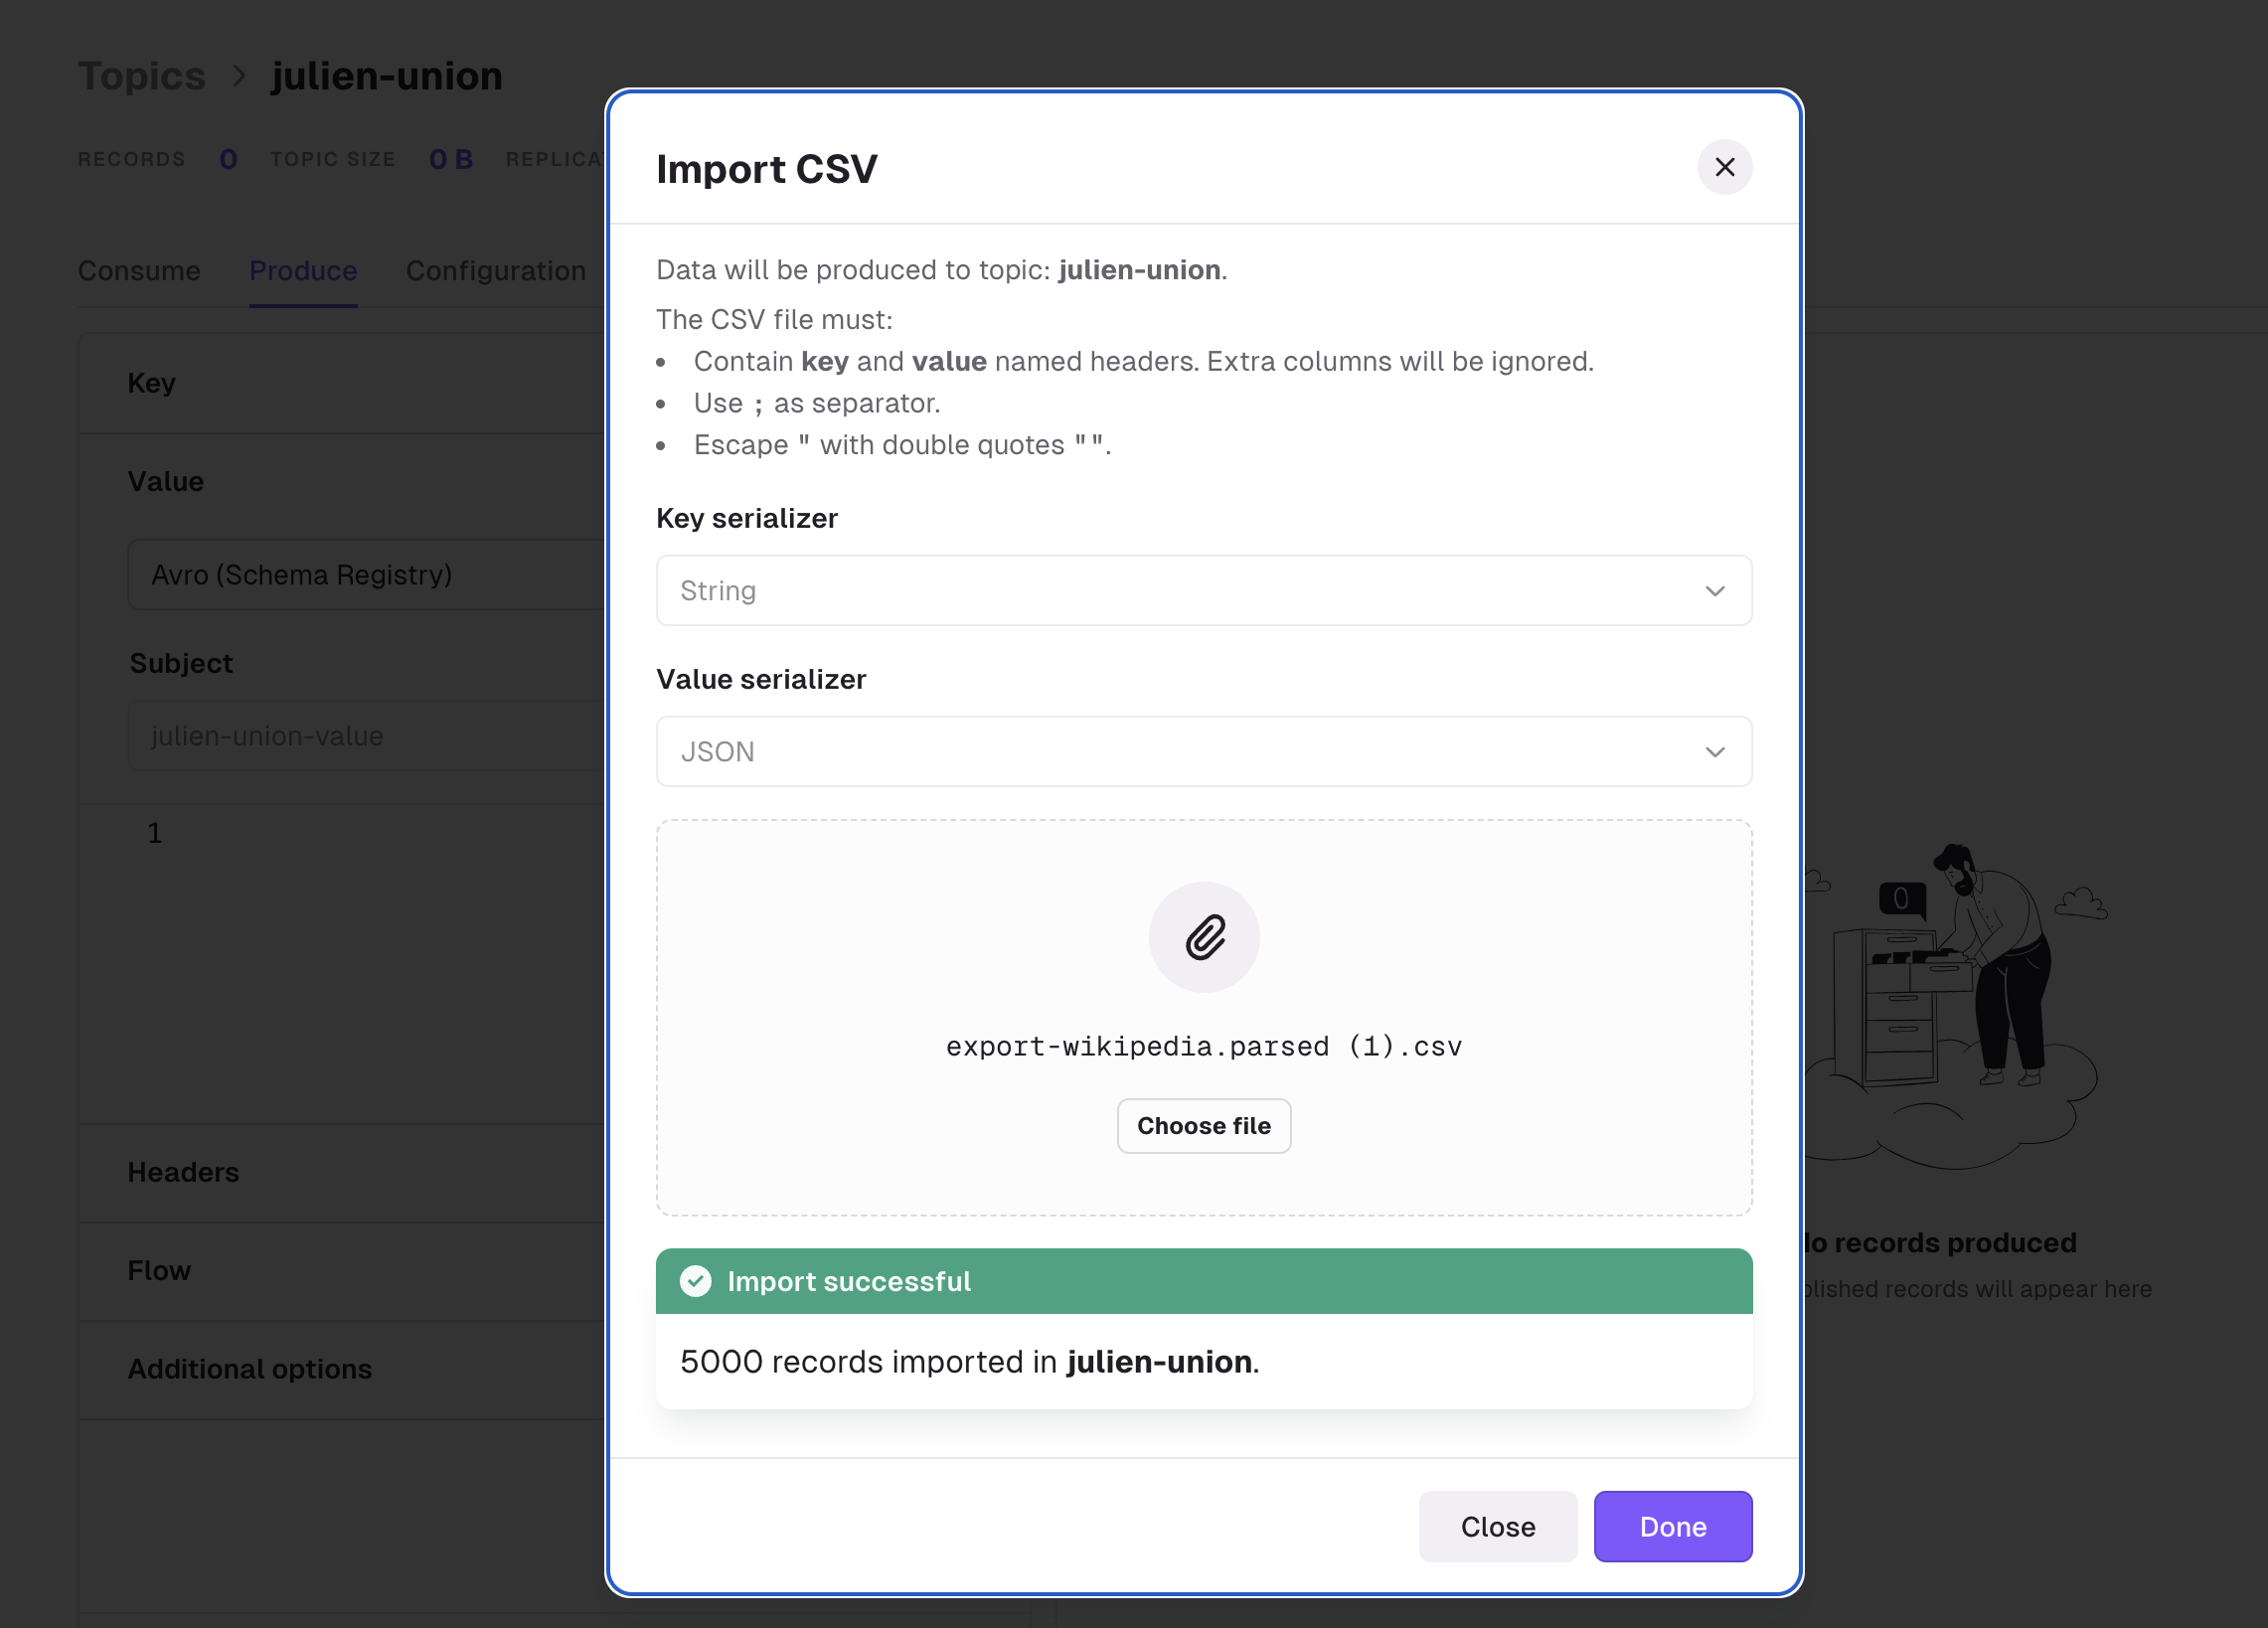 Topics > julien-union
RECORDS 0 TOPIC SIZE 0 B
Consume Produce Configuration
Key
Value
Avro (Schema Registry)
Subject
julien-union-value
1
Headers
Flow
Additional options
Import CSV
Data will be produced to topic: julien-union.
The CSV file must:
• Contain key and value named headers. Extra columns will be ignored.
• Use ; as separator.
• Escape " with double quotes "".
Key serializer
String
Value serializer
JSON
export-wikipedia.parsed (1).csv
Choose file
Import successful
5000 records imported in julien-union.
Close Done
0
records produced
records will appear here